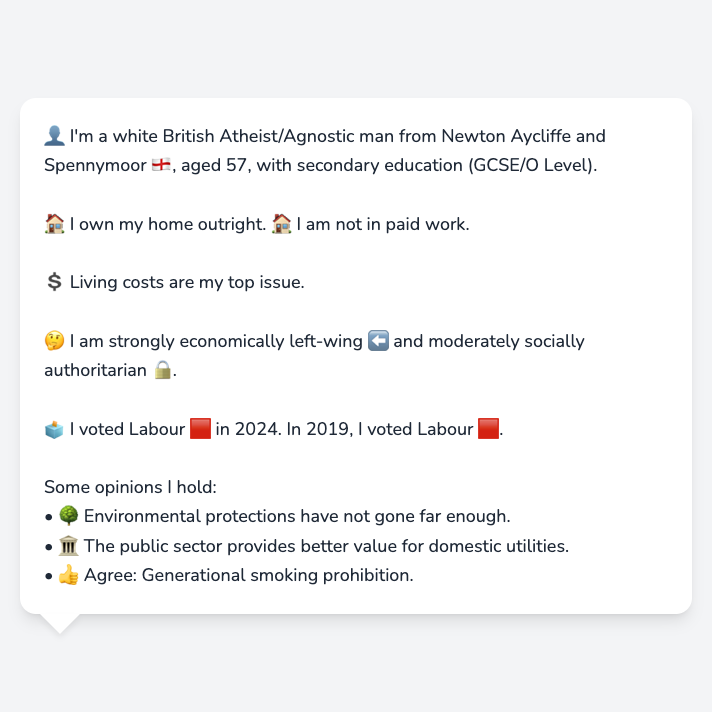 👤 I'm a white British Atheist/Agnostic man from Newton Aycliffe and
Spennymoor 🏴󠁧󠁢󠁥󠁮󠁧󠁿, aged 57, with secondary education (GCSE/O Level).
🏠 I own my home outright. 🏠 I am not in paid work.
💲 Living costs are my top issue.
🤔 I am strongly economically left-wing ⬅️ and moderately socially
authoritarian 🔒.
🗳️ I voted Labour 🟥 in 2024. In 2019, I voted Labour 🟥.
Some opinions I hold:
• 🌳 Environmental protections have not gone far enough.
• 🏛️ The public sector provides better value for domestic utilities.
• 👍 Agree: Generational smoking prohibition.